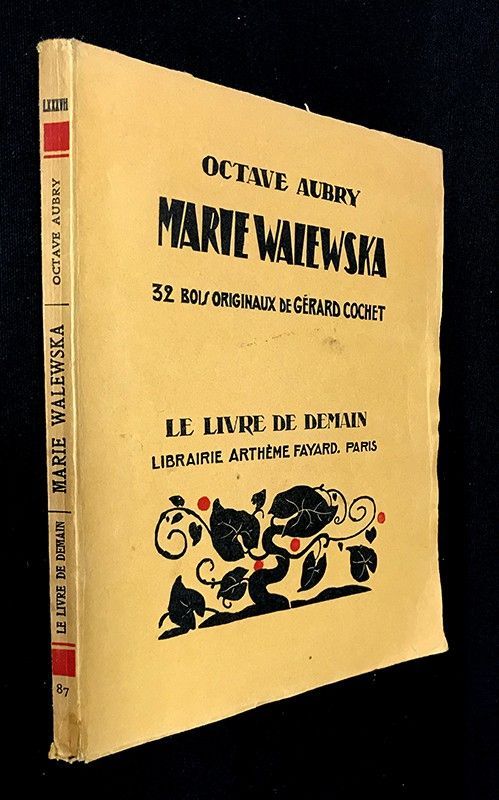 LXXXVII
OCTAVE AUBRY
MARIE WALEWSKA
LE LIVRE DE DEMAIN
87
OCTAVE AUBRY
MARIE WALEWSKA
32 BOIS ORIGINAUX DE GÉRARD COCHET
LE LIVRE DE DEMAIN
LIBRAIRIE ARTHÈME FAYARD. PARIS